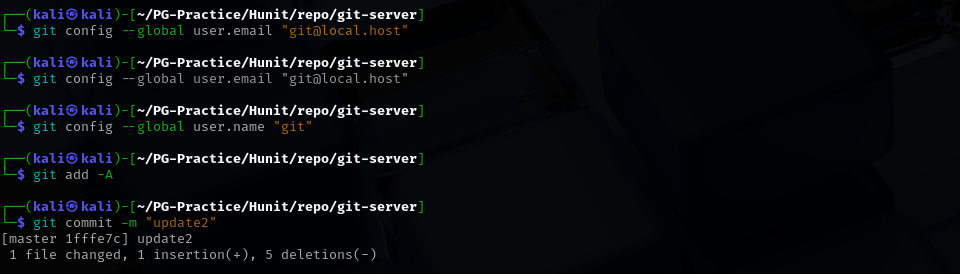 ┌──(kali㉿kali)-[~/PG-Practice/Hunit/repo/git-server]
└─$ git config --global user.email "git@local.host"
┌──(kali㉿kali)-[~/PG-Practice/Hunit/repo/git-server]
└─$ git config --global user.email "git@local.host"
┌──(kali㉿kali)-[~/PG-Practice/Hunit/repo/git-server]
└─$ git config --global user.name "git"
┌──(kali㉿kali)-[~/PG-Practice/Hunit/repo/git-server]
└─$ git add -A
┌──(kali㉿kali)-[~/PG-Practice/Hunit/repo/git-server]
└─$ git commit -m "update2"
[master 1fffe7c] update2
 1 file changed, 1 insertion(+), 5 deletions(-)